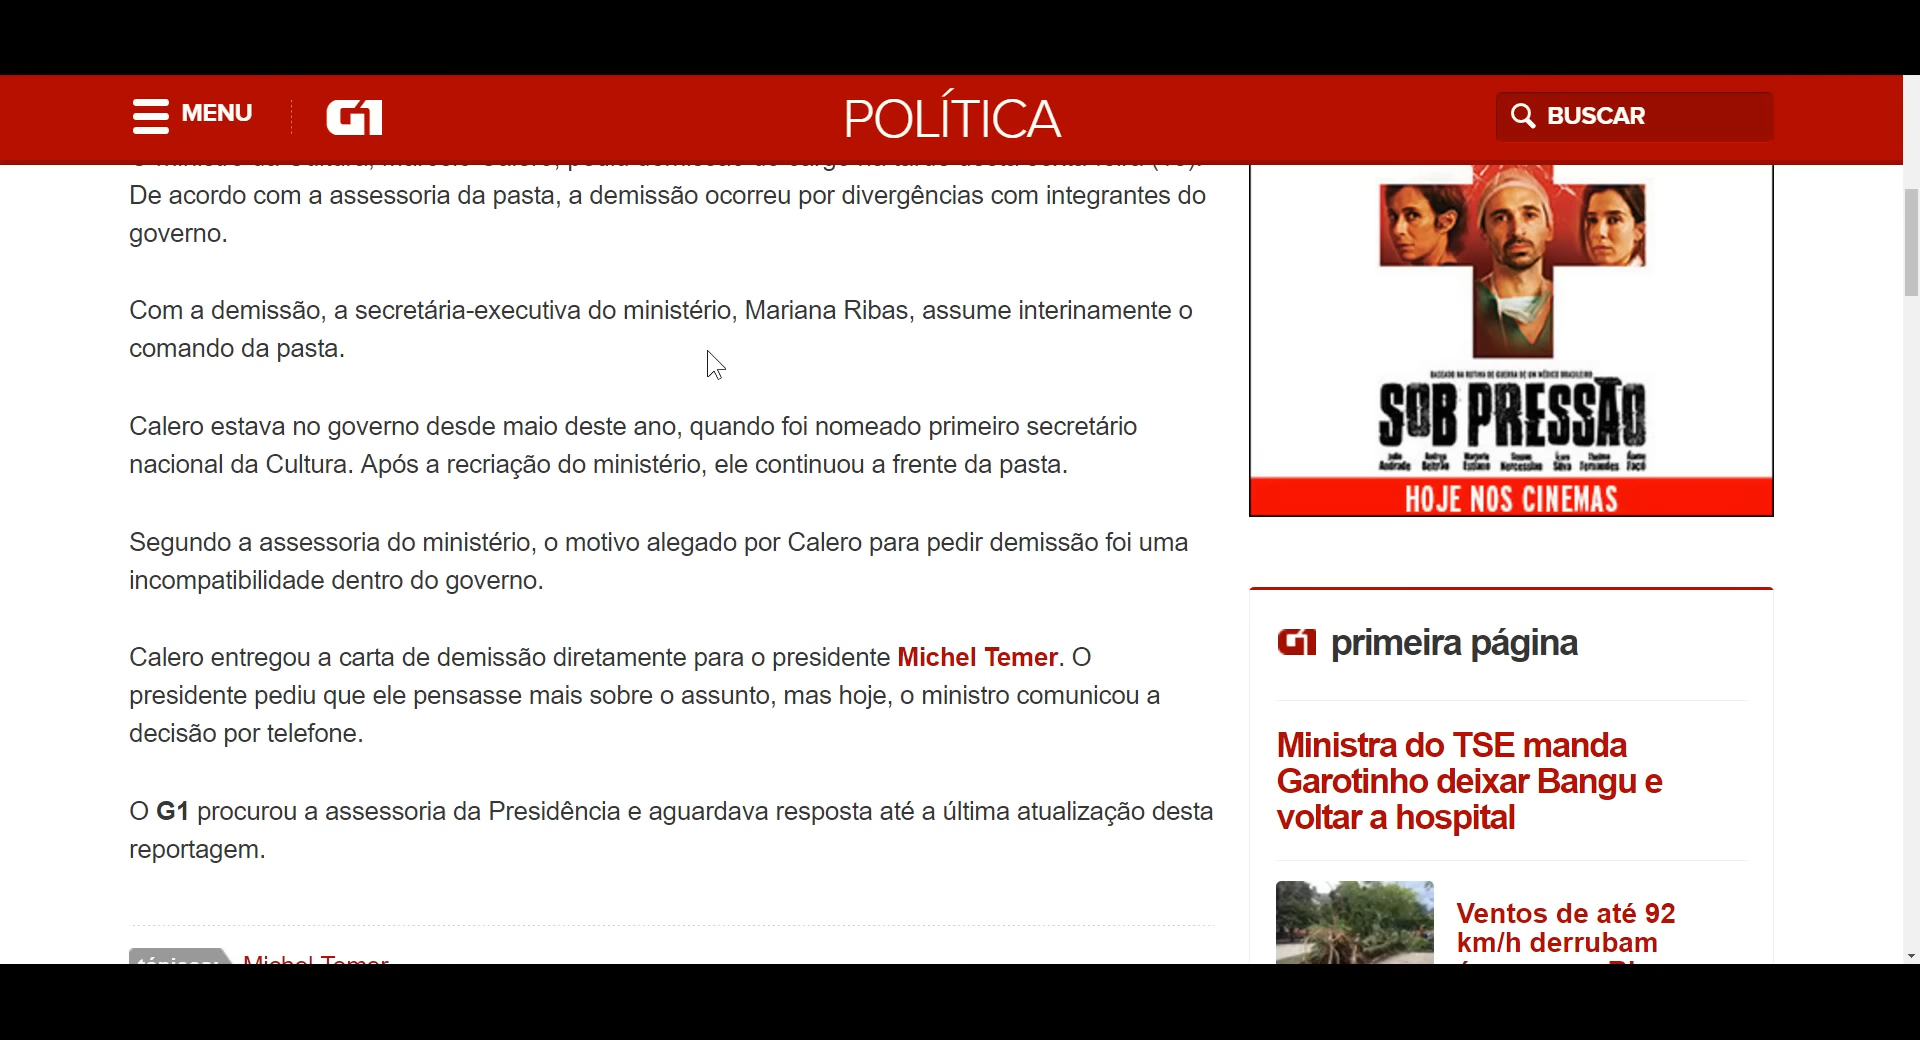 MENU
G1
POLÍTICA
BUSCAR
De acordo com a assessoria da pasta, a demissão ocorreu por divergências com integrantes do
governo.
Com a demissão, a secretária-executiva do ministério, Mariana Ribas, assume interinamente o
comando da pasta.
Calero estava no governo desde maio deste ano, quando foi nomeado primeiro secretário
nacional da Cultura. Após a recriação do ministério, ele continuou a frente da pasta.
Segundo a assessoria do ministério, o motivo alegado por Calero para pedir demissão foi uma
incompatibilidade dentro do governo.
Calero entregou a carta de demissão diretamente para o presidente Michel Temer. O
presidente pediu que ele pensasse mais sobre o assunto, mas hoje, o ministro comunicou a
decisão por telefone.
O G1 procurou a assessoria da Presidência e aguardava resposta até a última atualização desta
reportagem.
Michel Temer
SOB PRESSÃO
HOJE NOS CINEMAS
G1 primeira página
Ministra do TSE manda
Garotinho deixar Bangu e
voltar a hospital
Ventos de até 92
km/h derrubam